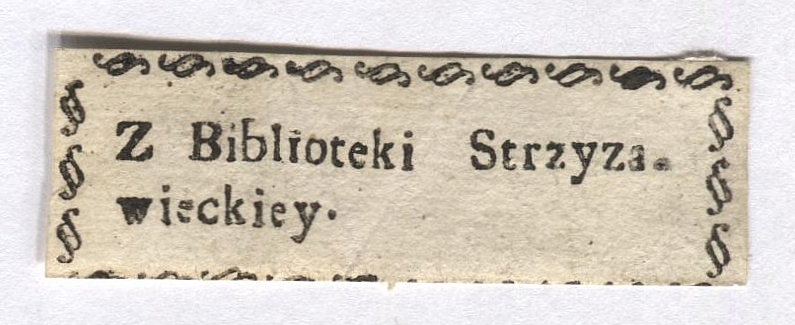 Z Biblioteki Strzyza-
wieckiey.